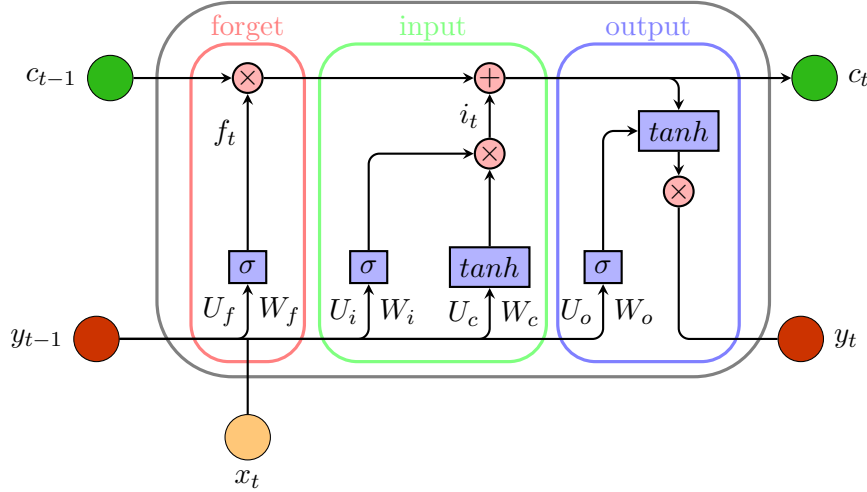 forget input output
c_{t-1} × + c_t
f_t i_t tanh
× ×
σ σ tanh σ
U_f W_f U_i W_i U_c W_c U_o W_o
y_{t-1} y_t
x_t